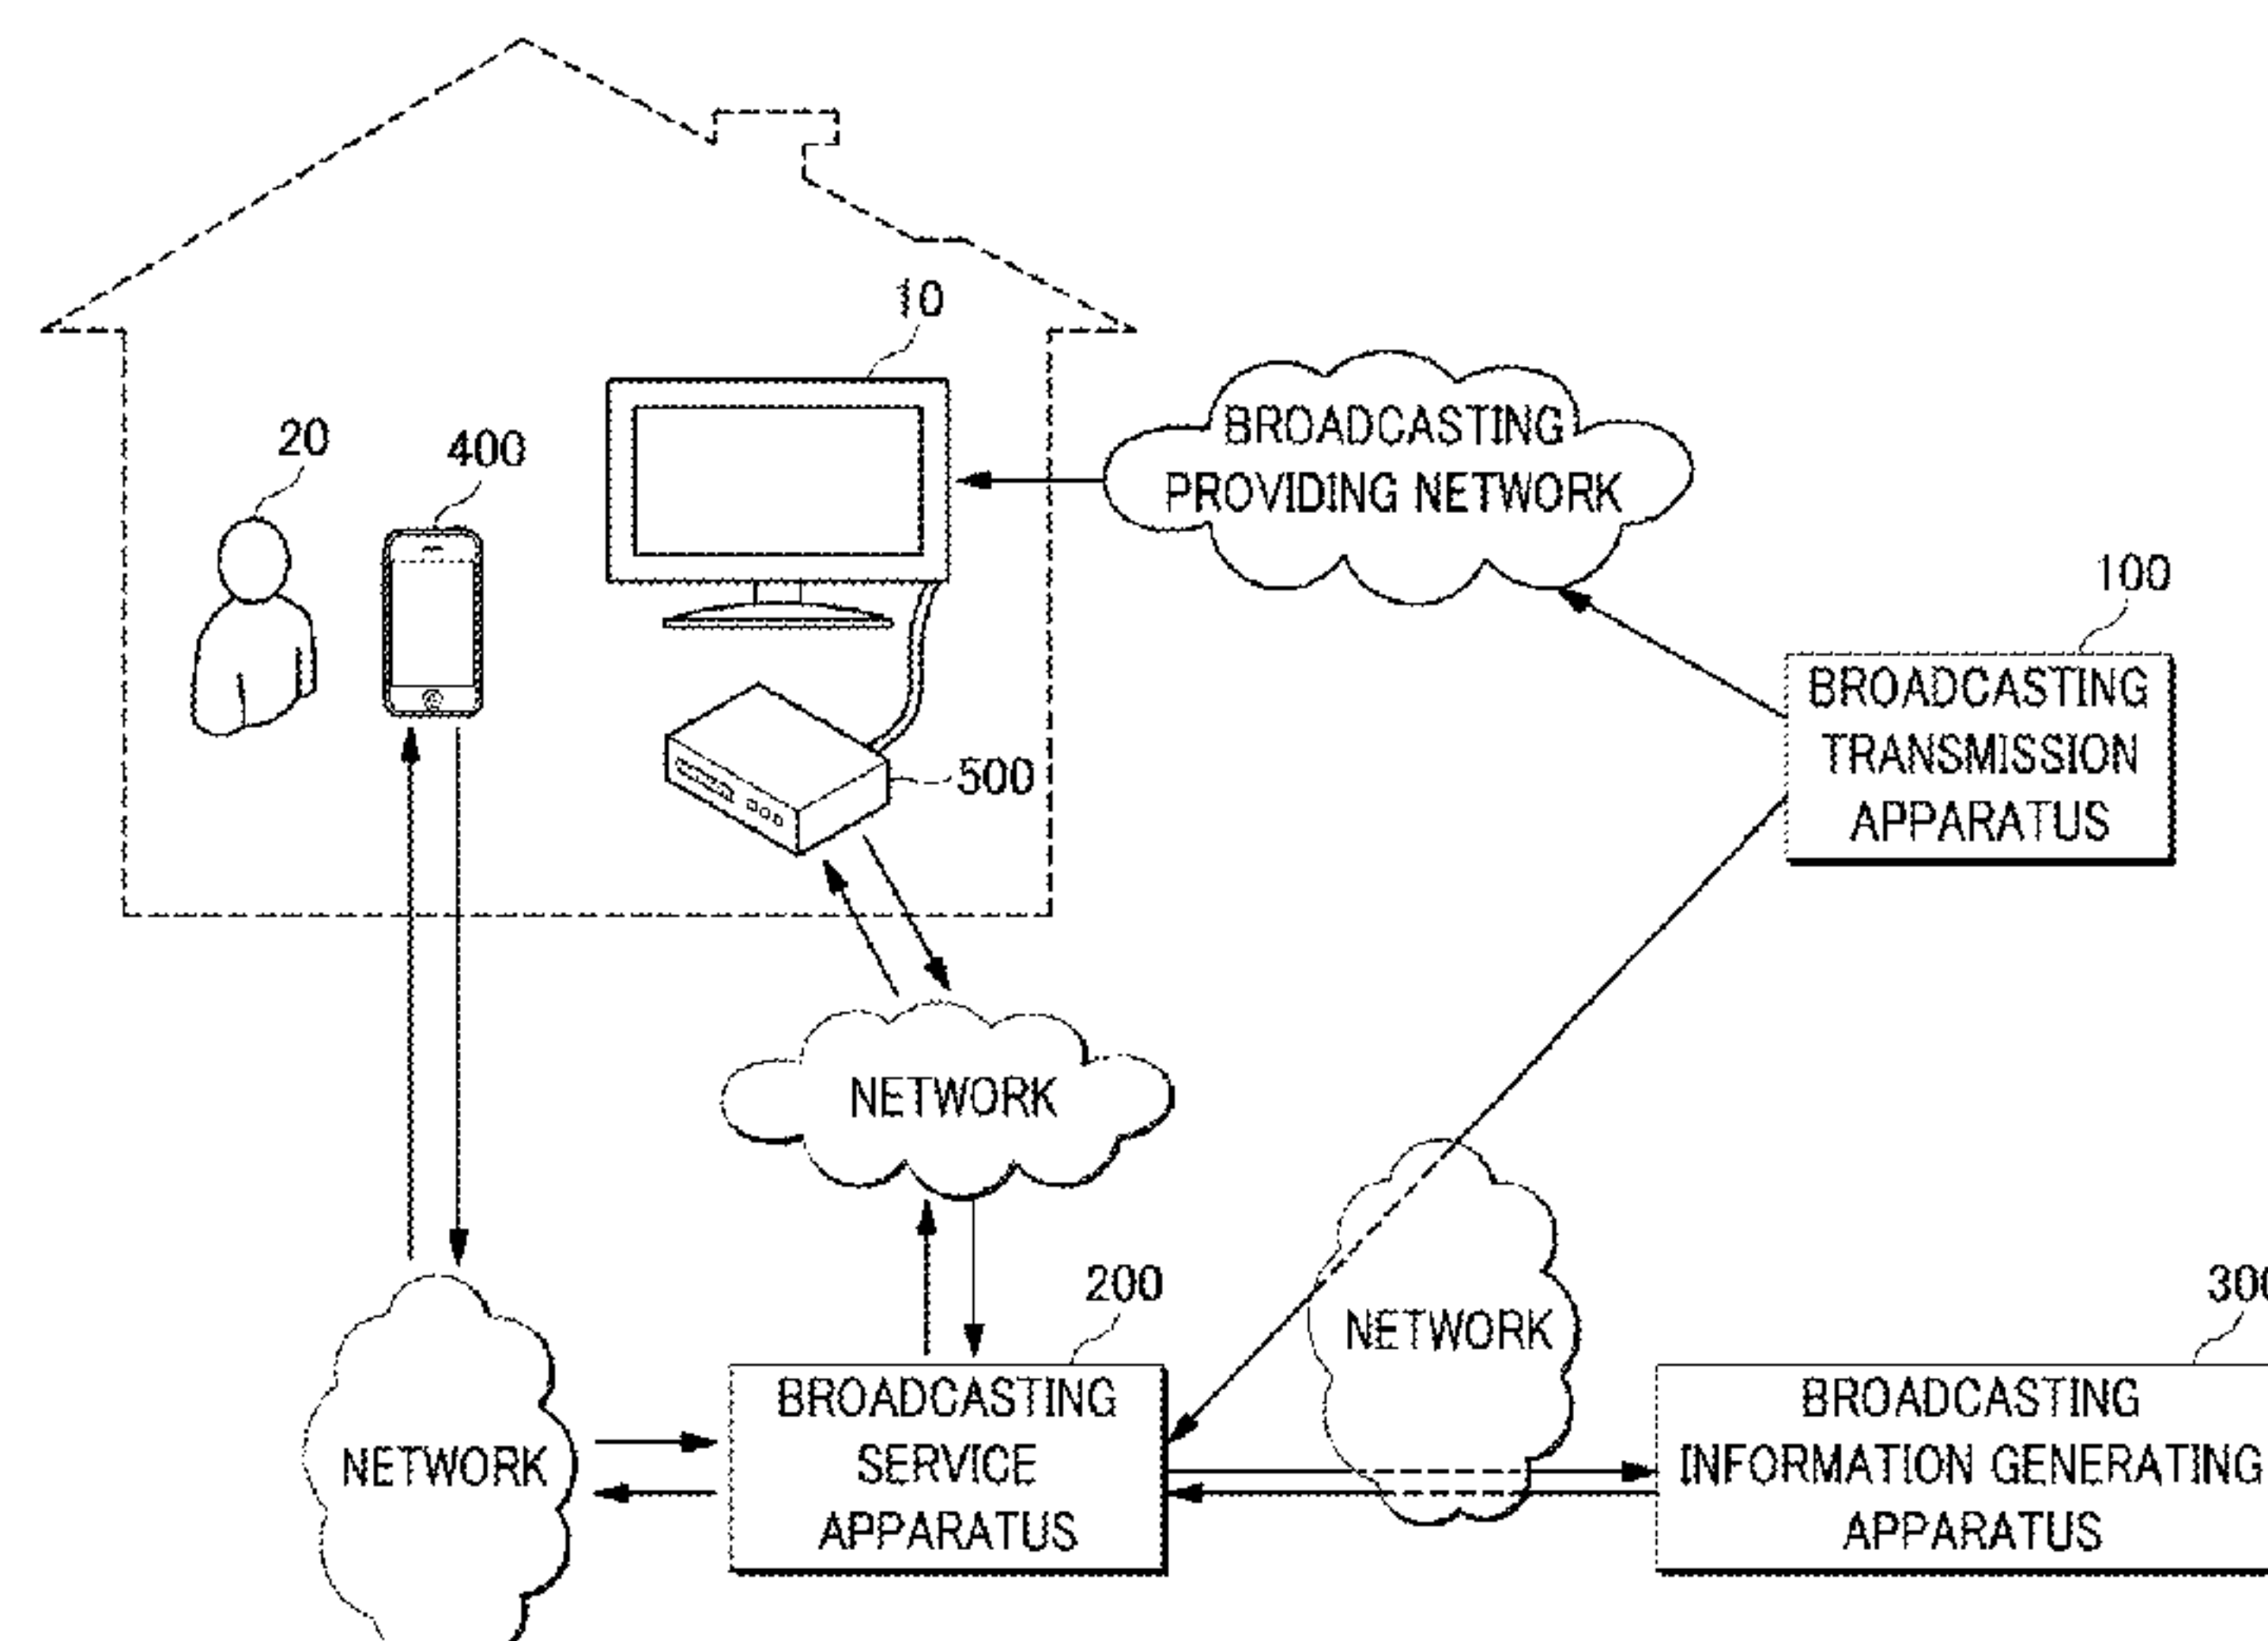 10
20
400
BROADCASTING
PROVIDING NETWORK
100
BROADCASTING
TRANSMISSION
APPARATUS
500
NETWORK
200
NETWORK
300
NETWORK
BROADCASTING
SERVICE
APPARATUS
BROADCASTING
INFORMATION GENERATING
APPARATUS